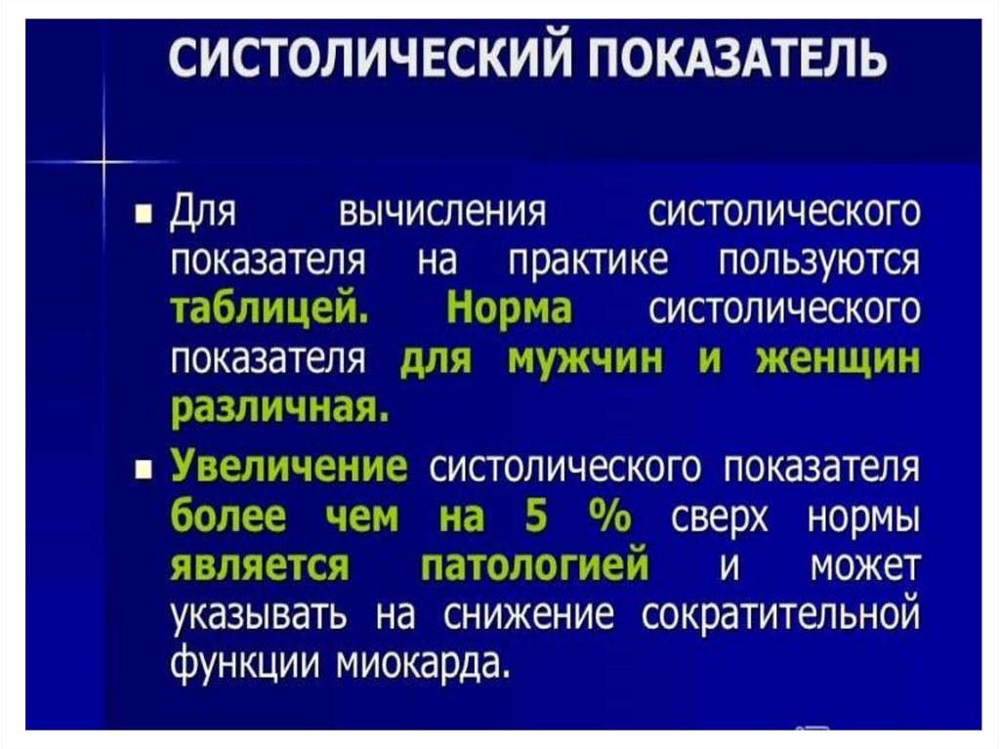 СИСТОЛИЧЕСКИЙ ПОКАЗАТЕЛЬ
Для вычисления систолического
показателя на практике пользуются
таблицей. Норма систолического
показателя для мужчин и женщин
различная.
Увеличение систолического показателя
более чем на 5 % сверх нормы
является патологией и может
указывать на снижение сократительной
функции миокарда.